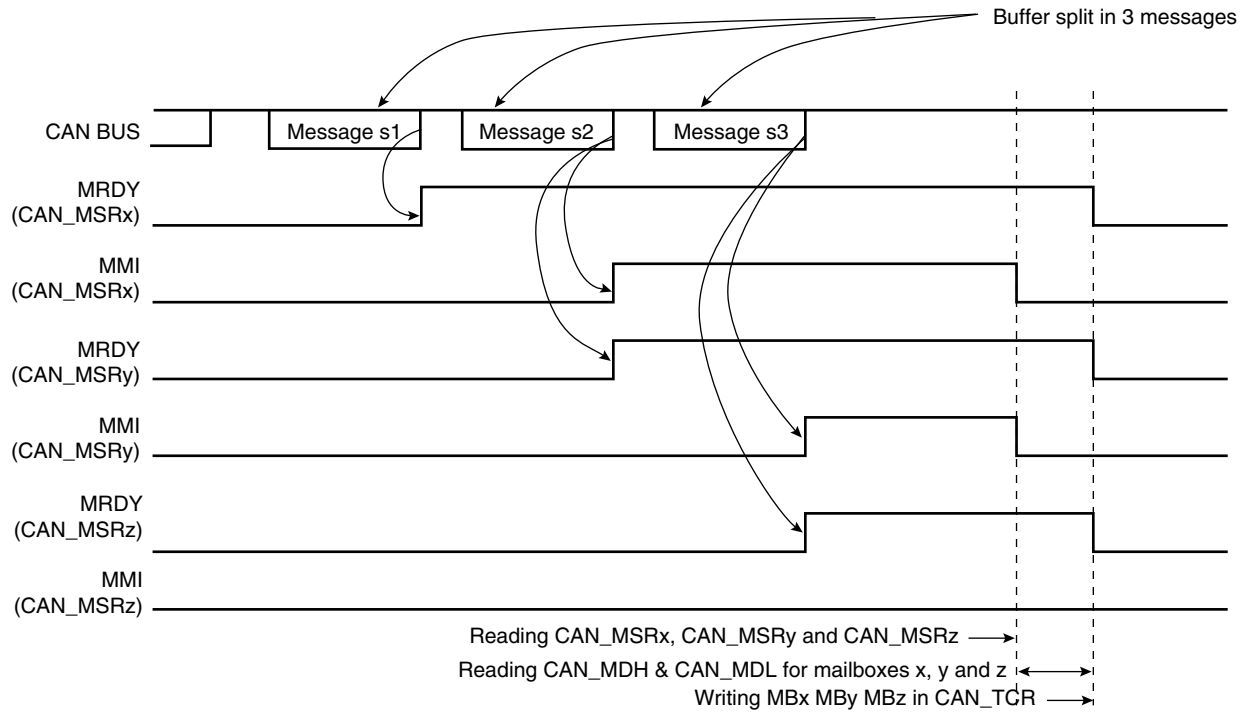 Buffer split in 3 messages
CAN BUS
Message s1
Message s2
Message s3
MRDY
(CAN_MSRx)
MMI
(CAN_MSRx)
MRDY
(CAN_MSRy)
MMI
(CAN_MSRy)
MRDY
(CAN_MSRz)
MMI
(CAN_MSRz)
Reading CAN_MSRx, CAN_MSRy and CAN_MSRz
Reading CAN_MDH & CAN_MDL for mailboxes x, y and z
Writing MBx MBy MBz in CAN_TCR